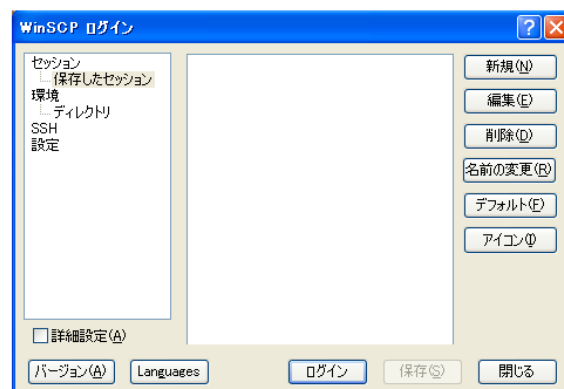 WinSCP ログイン
セッション
保存したセッション
環境
ディレクトリ
SSH
設定
新規(N)
編集(E)
削除(D)
名前の変更(R)
デフォルト(F)
アイコン(I)
詳細設定(A)
バージョン(A)
Languages
ログイン
保存(S)
閉じる